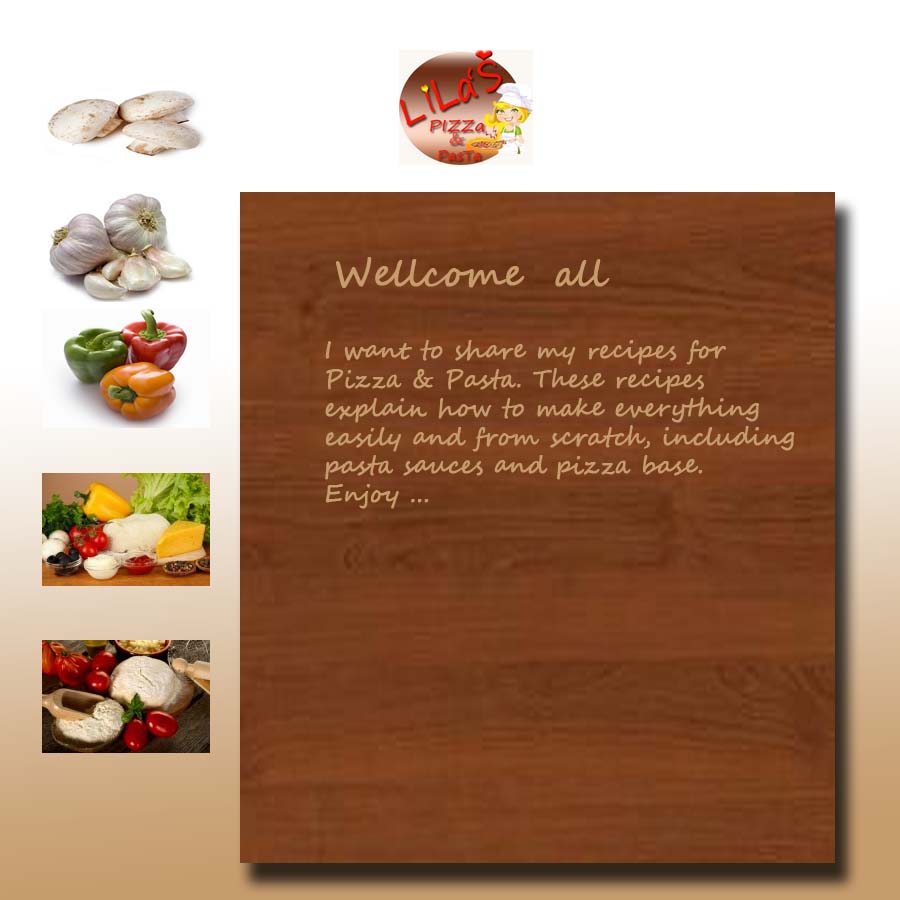 LiLa'Š
PIZZa
&
PasTa
Wellcome all
I want to share my recipes for
Pizza & Pasta. These recipes
explain how to make everything
easily and from scratch, including
pasta sauces and pizza base.
Enjoy ...